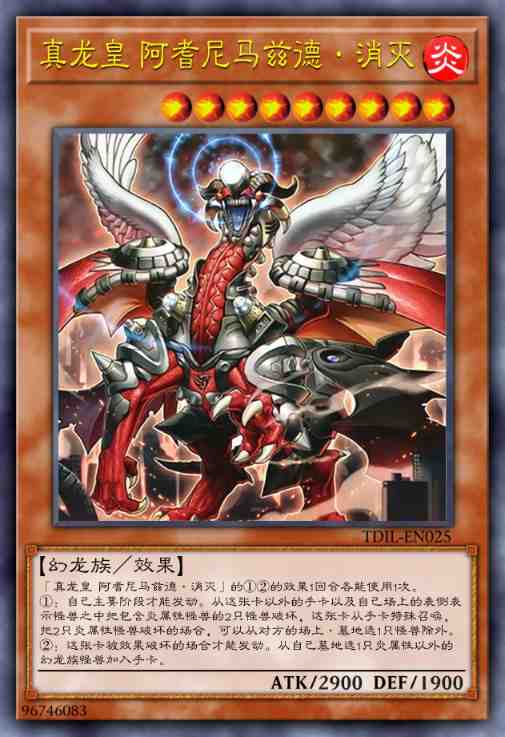 真龙皇 阿耆尼马兹德·消灭
炎
TDIL-EN025
【幻龙族／效果】
「真龙皇 阿耆尼马兹德·消灭」的①②的效果1回合各能使用1次。
①：自己主要阶段才能发动。从这张卡以外的手卡以及自己场上的表侧表
示怪兽之中把包含炎属性怪兽的2只怪兽破坏，这张卡从手卡特殊召唤，
把2只炎属性怪兽破坏的场合，可以从对方的场上·墓地选1只怪兽除外。
②：这张卡被效果破坏的场合才能发动。从自己墓地选1只炎属性以外的
幻龙族怪兽加入手卡。
ATK/2900 DEF/1900
96746083